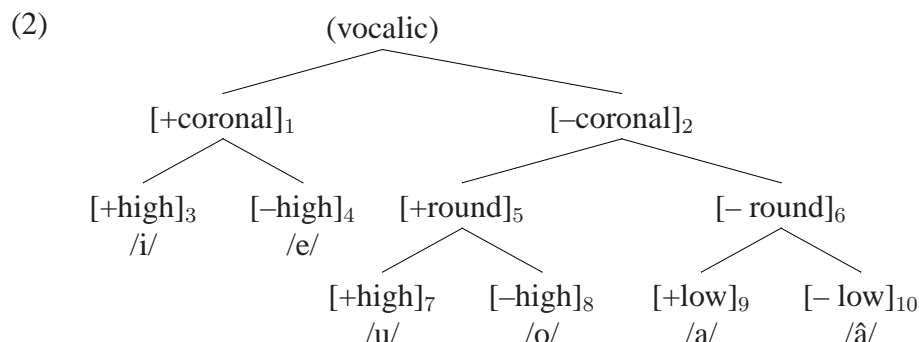 (2) (vocalic)
[+coronal]₁ [–coronal]₂
[+high]₃ [–high]₄ [+round]₅ [– round]₆
/i/ /e/
[+high]₇ [–high]₈ [+low]₉ [– low]₁₀
/u/ /o/ /a/ /â/